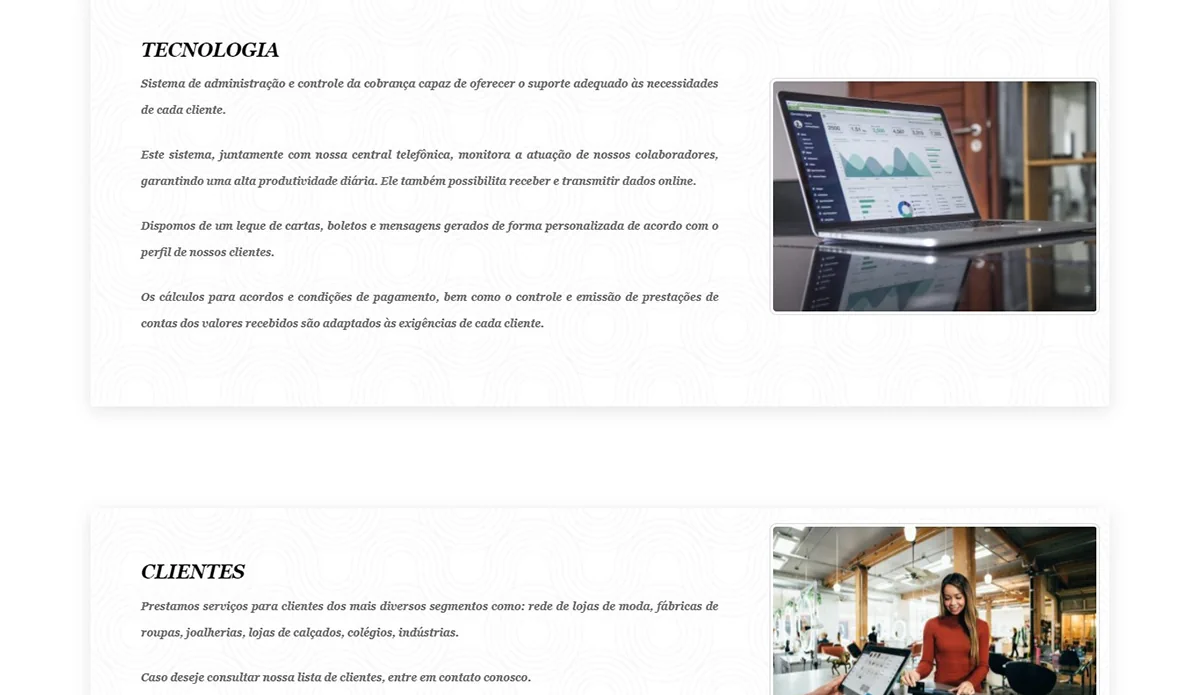 TECNOLOGIA
Sistema de administração e controle da cobrança capaz de oferecer o suporte adequado às necessidades
de cada cliente.
Este sistema, juntamente com nossa central telefônica, monitora a atuação de nossos colaboradores,
garantindo uma alta produtividade diária. Ele também possibilita receber e transmitir dados online.
Dispomos de um leque de cartas, boletos e mensagens gerados de forma personalizada de acordo com o
perfil de nossos clientes.
Os cálculos para acordos e condições de pagamento, bem como o controle e emissão de prestações de
contas dos valores recebidos são adaptados às exigências de cada cliente.
CLIENTES
Prestamos serviços para clientes dos mais diversos segmentos como: rede de lojas de moda, fábricas de
roupas, joalherias, lojas de calçados, colégios, indústrias.
Caso deseje consultar nossa lista de clientes, entre em contato conosco.